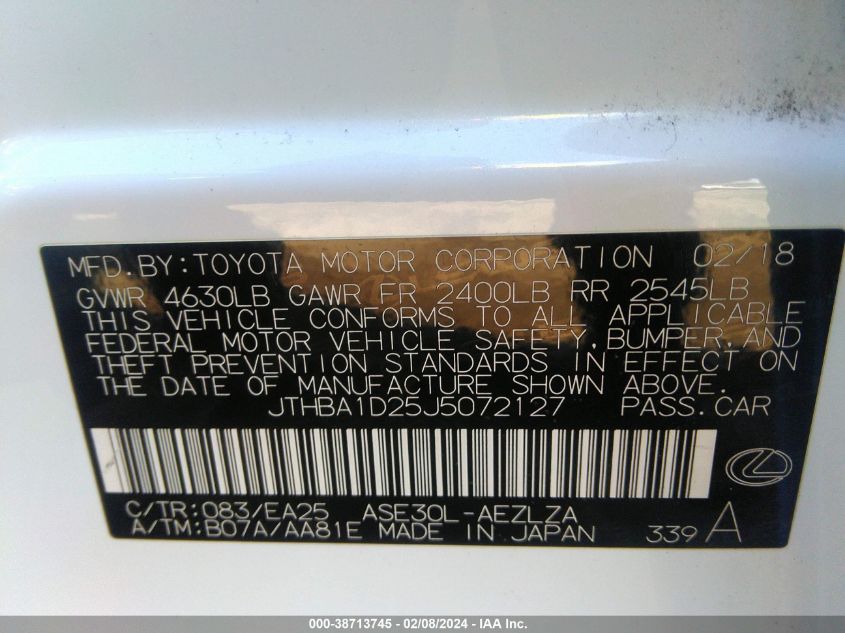 MFD.BY:TOYOTA MOTOR CORPORATION 02/18
GVWR 4630LB GAWR FR 2400LB RR 2545LB
THIS VEHICLE CONFORMS TO ALL APPLICABLE
FEDERAL MOTOR VEHICLE SAFETY,BUMPER,AND
THEFT PREVENTION STANDARDS IN EFFECT ON
THE DATE OF MANUFACTURE SHOWN ABOVE.
JTHBA1D25J5072127 PASS.CAR
C/TR:083/EA25 ASE30L-AEZLZA
A/TM:B07A/AA81E MADE IN JAPAN 339 A
000-38713745 - 02/08/2024 - IAA Inc.